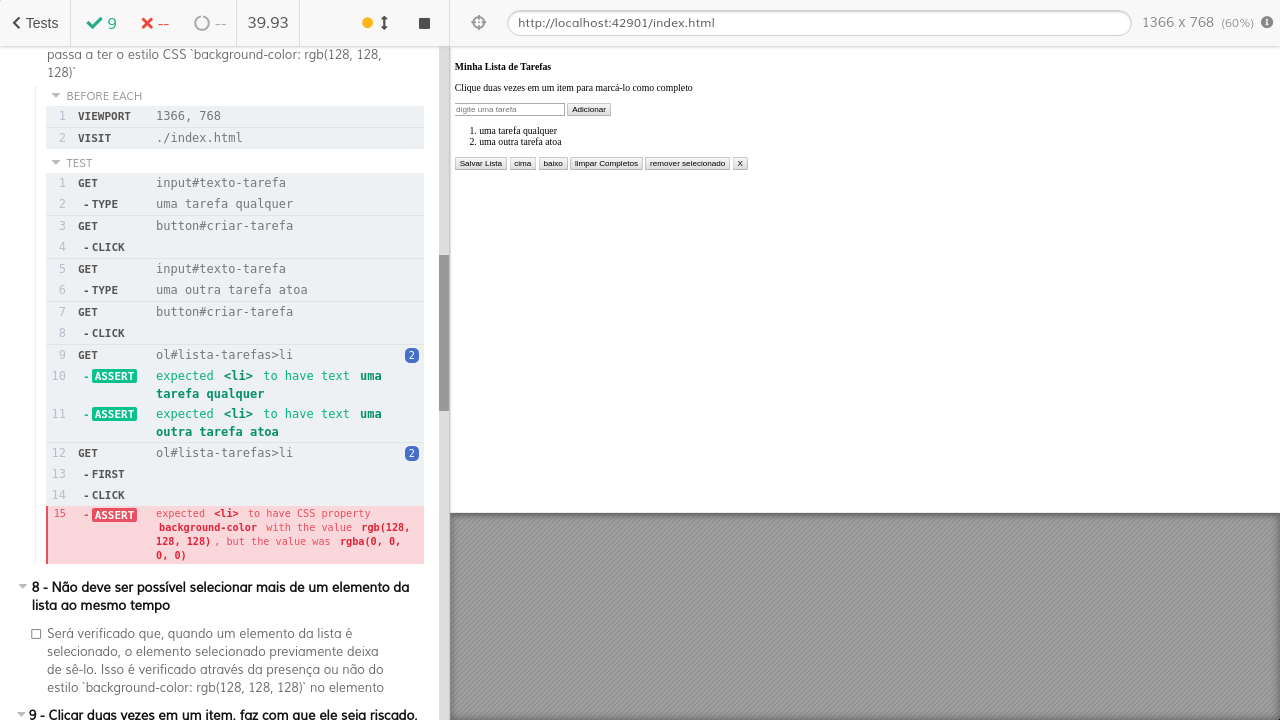 Tests 9 -- -- 39.93 http://localhost:42901/index.html 1366 x 768 (60%)
passa a ter o estilo CSS `background-color: rgb(128, 128,
128)`
BEFORE EACH
1 VIEWPORT 1366, 768
2 VISIT ./index.html
TEST
1 GET input#texto-tarefa
2 - TYPE uma tarefa qualquer
3 GET button#criar-tarefa
4 - CLICK
5 GET input#texto-tarefa
6 - TYPE uma outra tarefa atoa
7 GET button#criar-tarefa
8 - CLICK
9 GET ol#lista-tarefas>li 2
10 - ASSERT expected <li> to have text uma
tarefa qualquer
11 - ASSERT expected <li> to have text uma
outra tarefa atoa
12 GET ol#lista-tarefas>li 2
13 - FIRST
14 - CLICK
15 - ASSERT expected <li> to have CSS property
background-color with the value rgb(128,
128, 128) , but the value was rgba(0, 0,
0, 0)
8 - Não deve ser possível selecionar mais de um elemento da
lista ao mesmo tempo
Será verificado que, quando um elemento da lista é
selecionado, o elemento selecionado previamente deixa
de sê-lo. Isso é verificado através da presença ou não do
estilo `background-color: rgb(128, 128, 128)` no elemento
9 - Clicar duas vezes em um item, faz com que ele seja riscado,
Minha Lista de Tarefas
Clique duas vezes em um item para marcá-lo como completo
digite uma tarefa Adicionar
1. uma tarefa qualquer
2. uma outra tarefa atoa
Salvar Lista cima baixo limpar Completos remover selecionado X